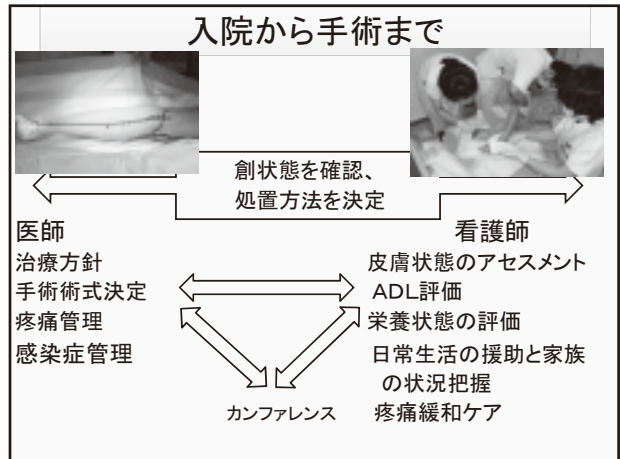 入院から手術まで
創状態を確認、
処置方法を決定
医師
治療方針
手術術式決定
疼痛管理
感染症管理
看護師
皮膚状態のアセスメント
ADL評価
栄養状態の評価
日常生活の援助と家族
の状況把握
疼痛緩和ケア
カンファレンス